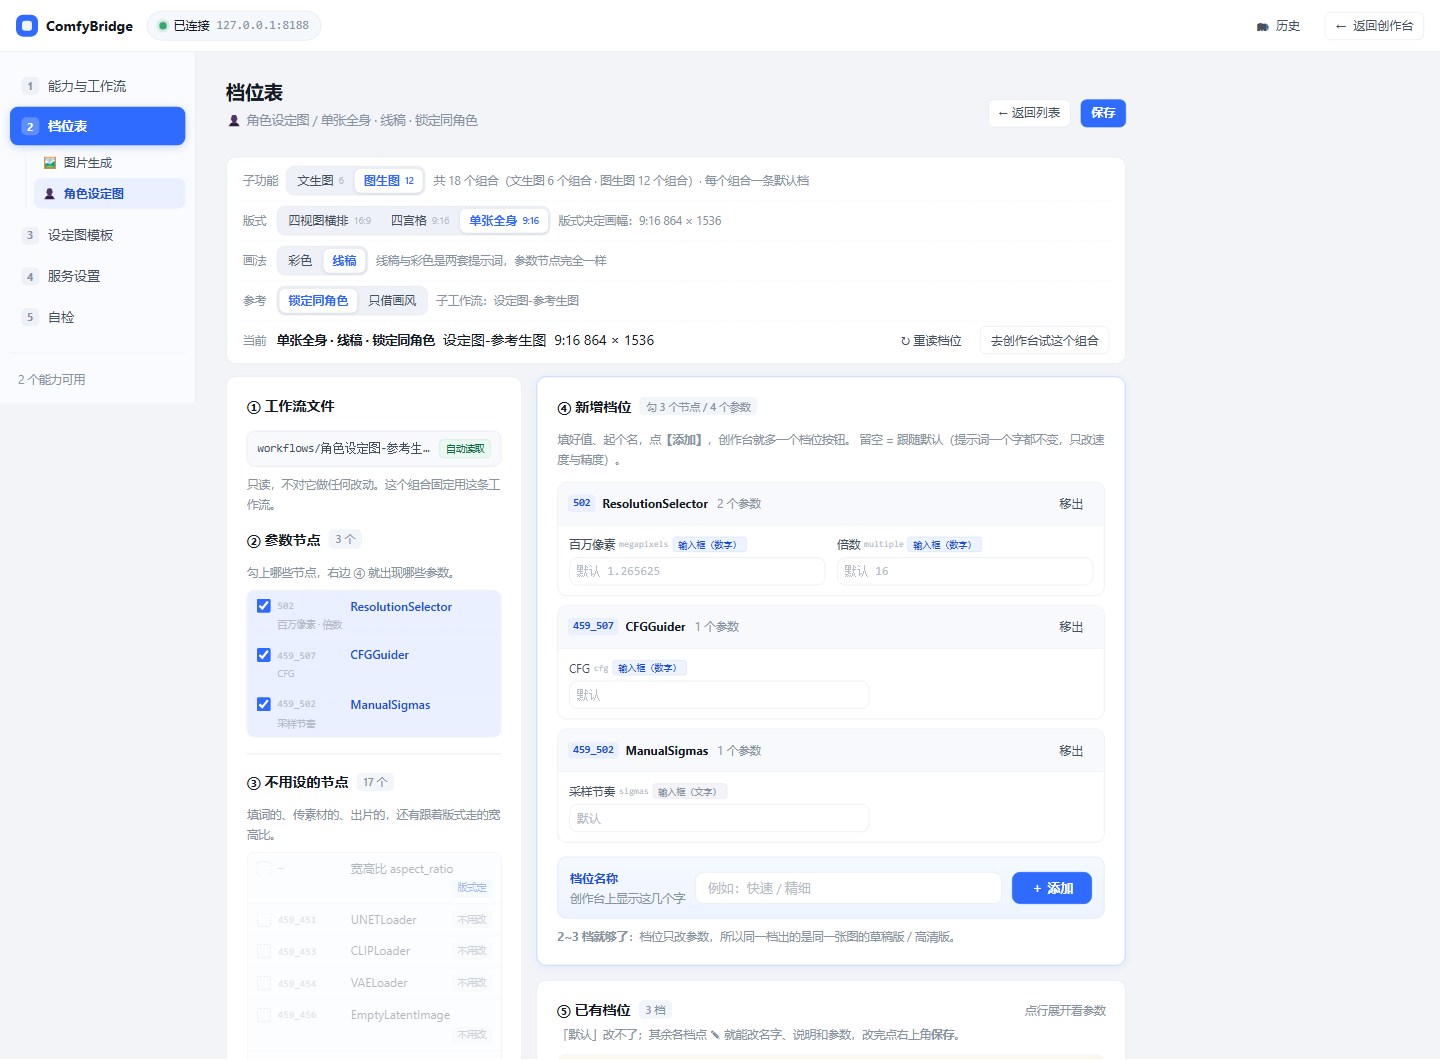 ComfyBridge
已连接 127.0.0.1:8188
历史
← 返回创作台
1 能力与工作流
2 档位表
图片生成
角色设定图
3 设定图模板
4 服务设置
5 自检
2 个能力可用
档位表
角色设定图 / 单张全身 · 线稿 · 锁定同角色
← 返回列表
保存
子功能 文生图 6 图生图 12 共 18 个组合（文生图 6 个组合 · 图生图 12 个组合）· 每个组合一条默认档
版式 四视图横排 16:9 四宫格 9:16 单张全身 9:16 版式决定画幅：9:16 864 × 1536
画法 彩色 线稿 线稿与彩色是两套提示词，参数节点完全一样
参考 锁定同角色 只借画风 子工作流：设定图-参考生图
当前 单张全身 · 线稿 · 锁定同角色 设定图-参考生图 9:16 864 × 1536
↻ 重读档位
去创作台试这个组合
① 工作流文件
workflows/角色设定图-参考生… 自动读取
只读，不对它做任何改动。这个组合固定用这条工
作流。
② 参数节点 3 个
勾上哪些节点，右边 ④ 就出现哪些参数。
502 ResolutionSelector
百万像素 · 倍数
459_507 CFGGuider
CFG
459_502 ManualSigmas
采样节奏
③ 不用设的节点 17 个
填词的、传素材的、出片的，还有跟着版式走的宽
高比。
— 宽高比 aspect_ratio
版式定
459_451 UNETLoader 不用改
459_453 CLIPLoader 不用改
459_454 VAELoader 不用改
459_456 EmptyLatentImage
不用改
④ 新增档位 勾 3 个节点 / 4 个参数
填好值、起个名，点【添加】，创作台就多一个档位按钮。 留空 = 跟随默认（提示词一个字都不变，只改速
度与精度）。
502 ResolutionSelector 2 个参数 移出
百万像素 megapixels 输入框（数字） 倍数 multiple 输入框（数字）
默认 1.265625 默认 16
459_507 CFGGuider 1 个参数 移出
CFG cfg 输入框（数字）
默认
459_502 ManualSigmas 1 个参数 移出
采样节奏 sigmas 输入框（文字）
默认
档位名称
创作台上显示这几个字
例如：快速 / 精细
+ 添加
2~3 档就够了：档位只改参数，所以同一档出的是同一张图的草稿版 / 高清版。
⑤ 已有档位 3 档 点行展开看参数
「默认」改不了；其余各档点 ✎ 就能改名字、说明和参数，改完点右上角保存。